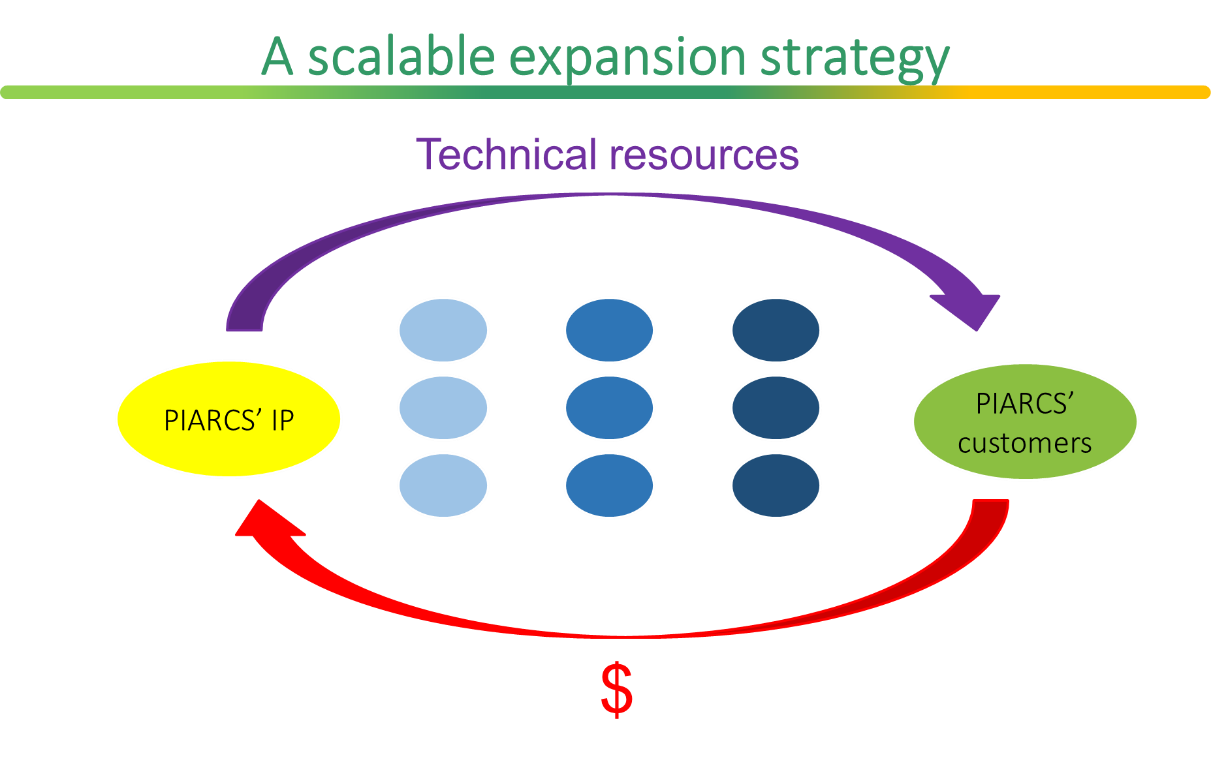 A scalable expansion strategy
Technical resources
PIARCS’ IP
PIARCS’
customers
$